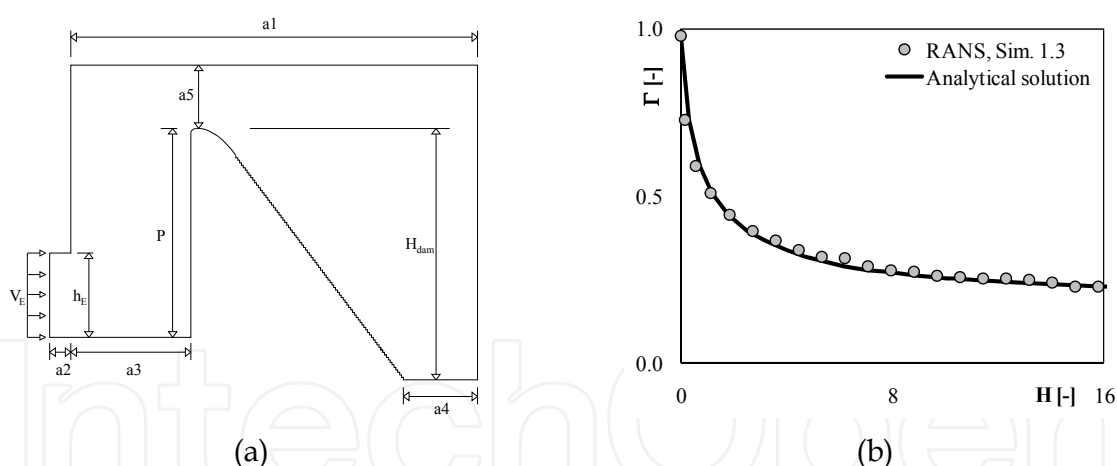 a1
a5
P
H_dam
V_E
h_E
a2
a3
a4
(a)
1.0
Γ [-]
RANS, Sim. 1.3
Analytical solution
0.5
0.0
0
8
H [-]
16
(b)
IntechOpen